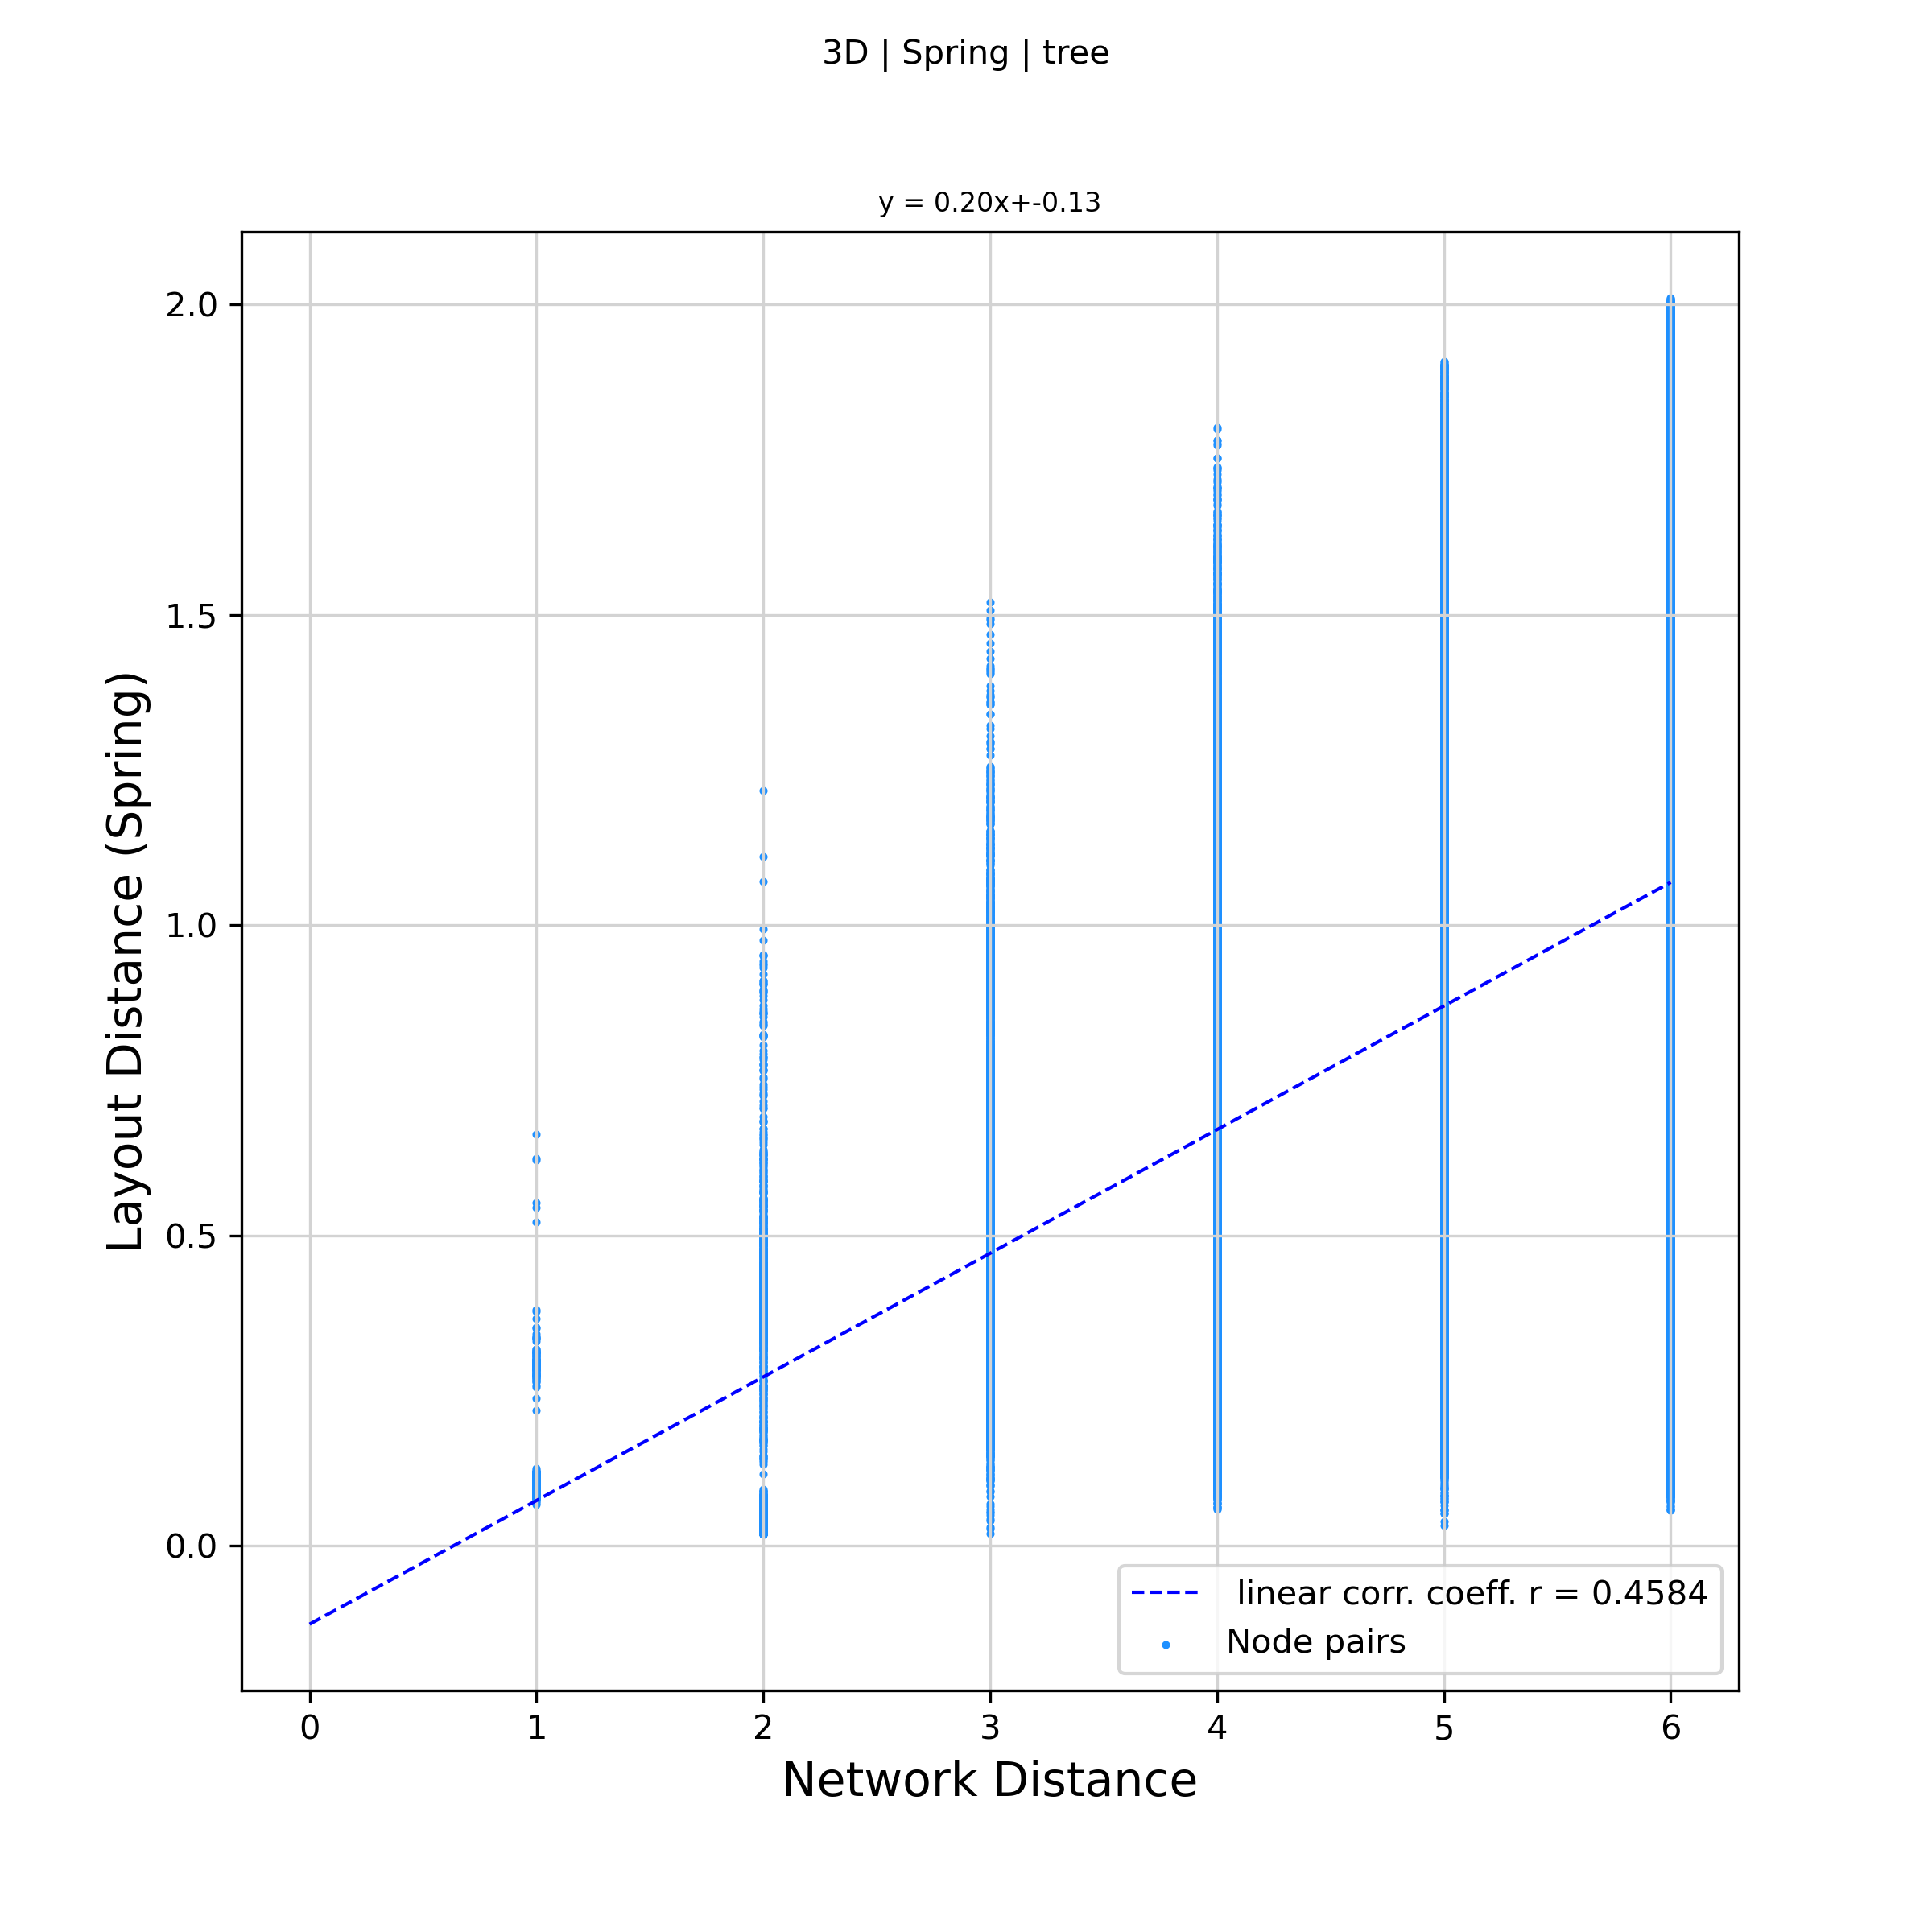 3D | Spring | tree
y = 0.20x+-0.13
Layout Distance (Spring)
2.0
1.5
1.0
0.5
0.0
linear corr. coeff. r = 0.4584
Node pairs
0 1 2 3 4 5 6
Network Distance